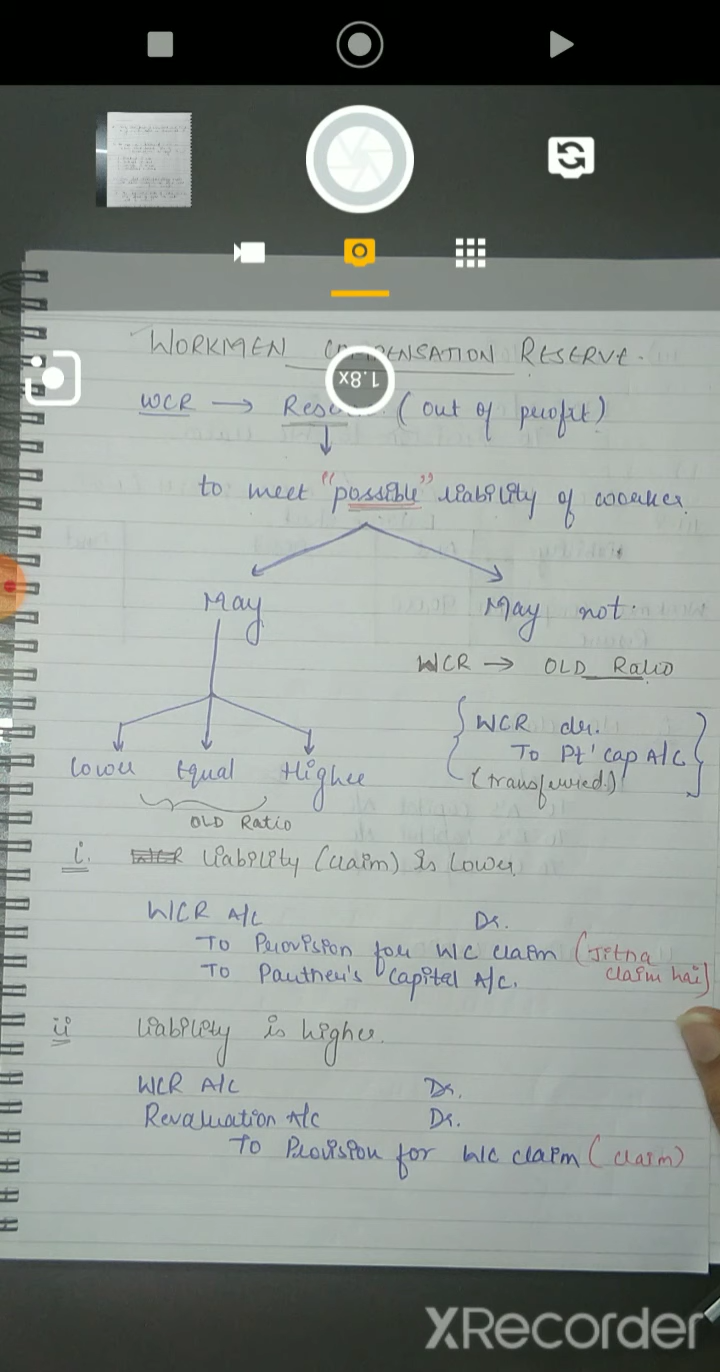 1.8X
WORKMEN COMPENSATION RESERVE.
WCR → Rese (out of profit)
↓
to meet "possible" liability of worker
May
May not.
WCR → OLD Ratio
WCR dr.
To Pt' cap A/C
(transferred.)
Lower Equal Higher
OLD Ratio
i. liability (claim) is lower
WCR A/c Dr.
To Provision for WC claim (Jitna claim hai)
To Partner's capital A/c.
ii liability is higher.
WCR A/C Dr.
Revaluation A/c Dr.
To Provision for W/c claim (claim)
XRecorder